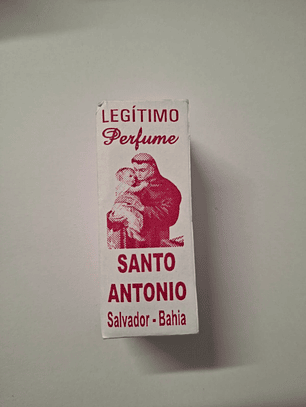 LEGÍTIMO
Perfume
SANTO
ANTONIO
Salvador - Bahia